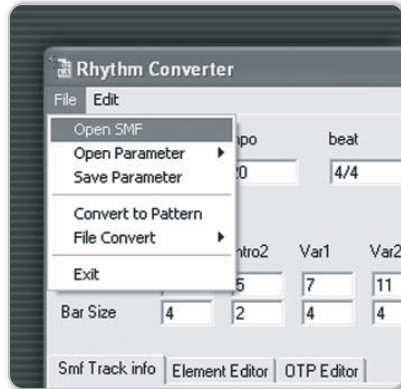 Rhythm Converter
File Edit
Open SMF
Open Parameter
Save Parameter
Convert to Pattern
File Convert
Exit
beat
4/4
Var1 Var2
5 7 11
Bar Size 4 2 4 4
Smf Track info Element Editor OTP Editor